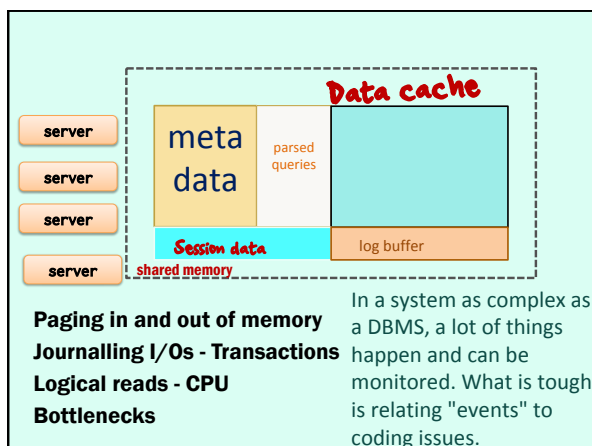 Data cache
server
meta
data
parsed
queries
server
server
Session data
log buffer
server
shared memory
Paging in and out of memory
Journalling I/Os - Transactions
Logical reads - CPU
Bottlenecks
In a system as complex as
a DBMS, a lot of things
happen and can be
monitored. What is tough
is relating "events" to
coding issues.